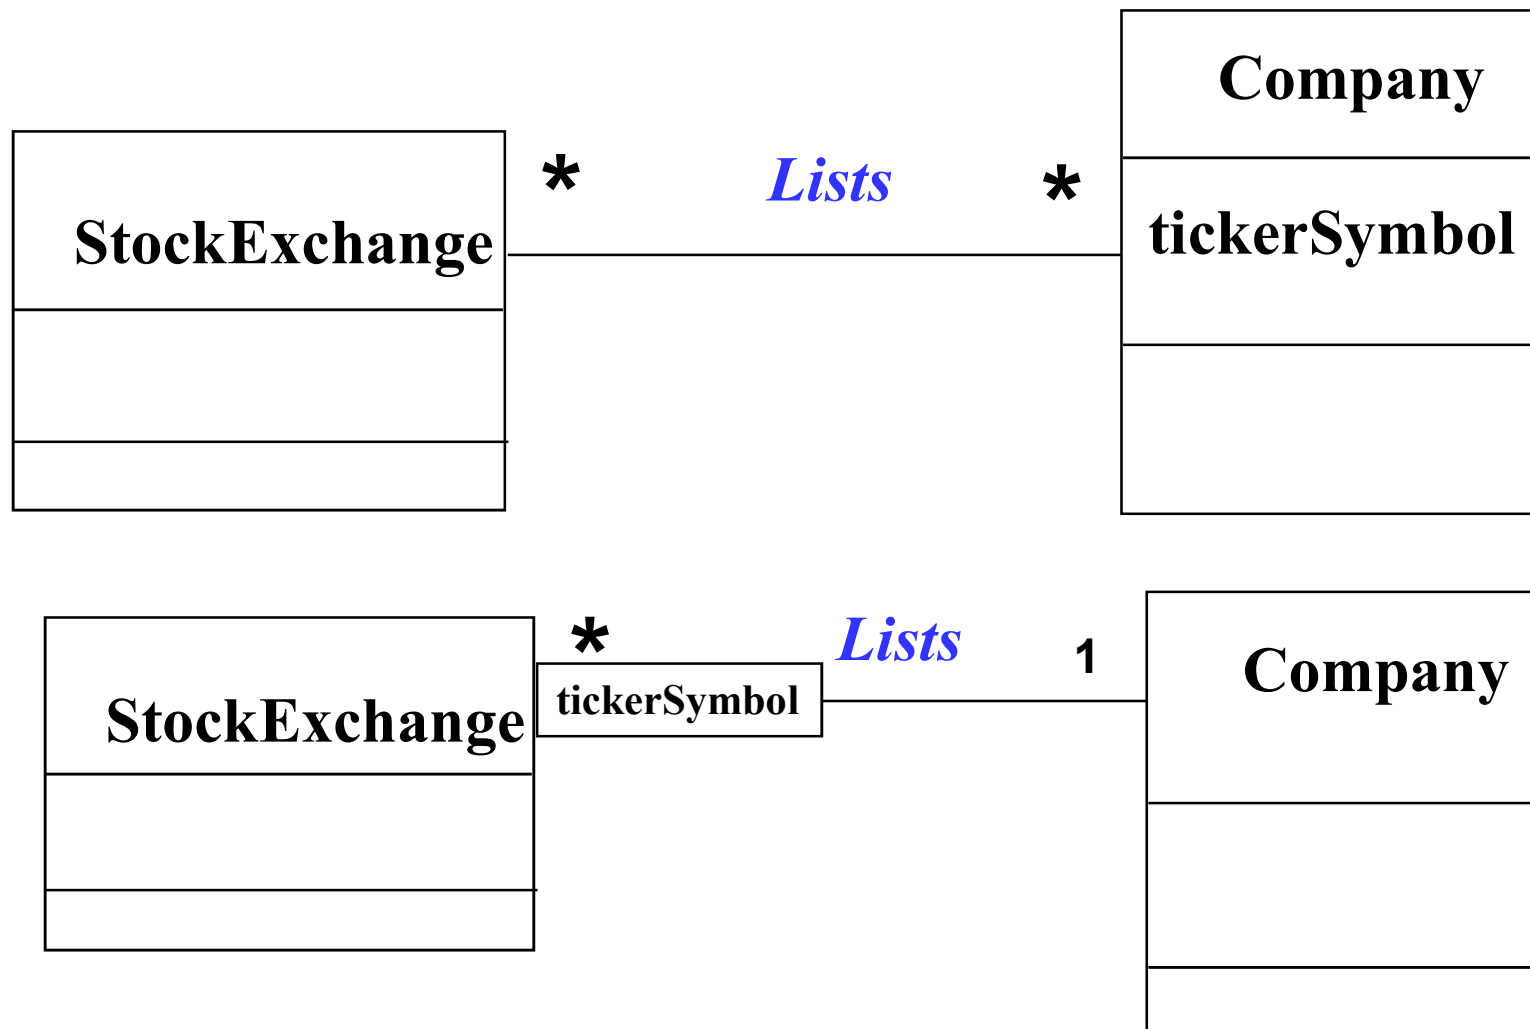 Company
* Lists *
StockExchange
tickerSymbol
* Lists 1
Company
tickerSymbol
StockExchange